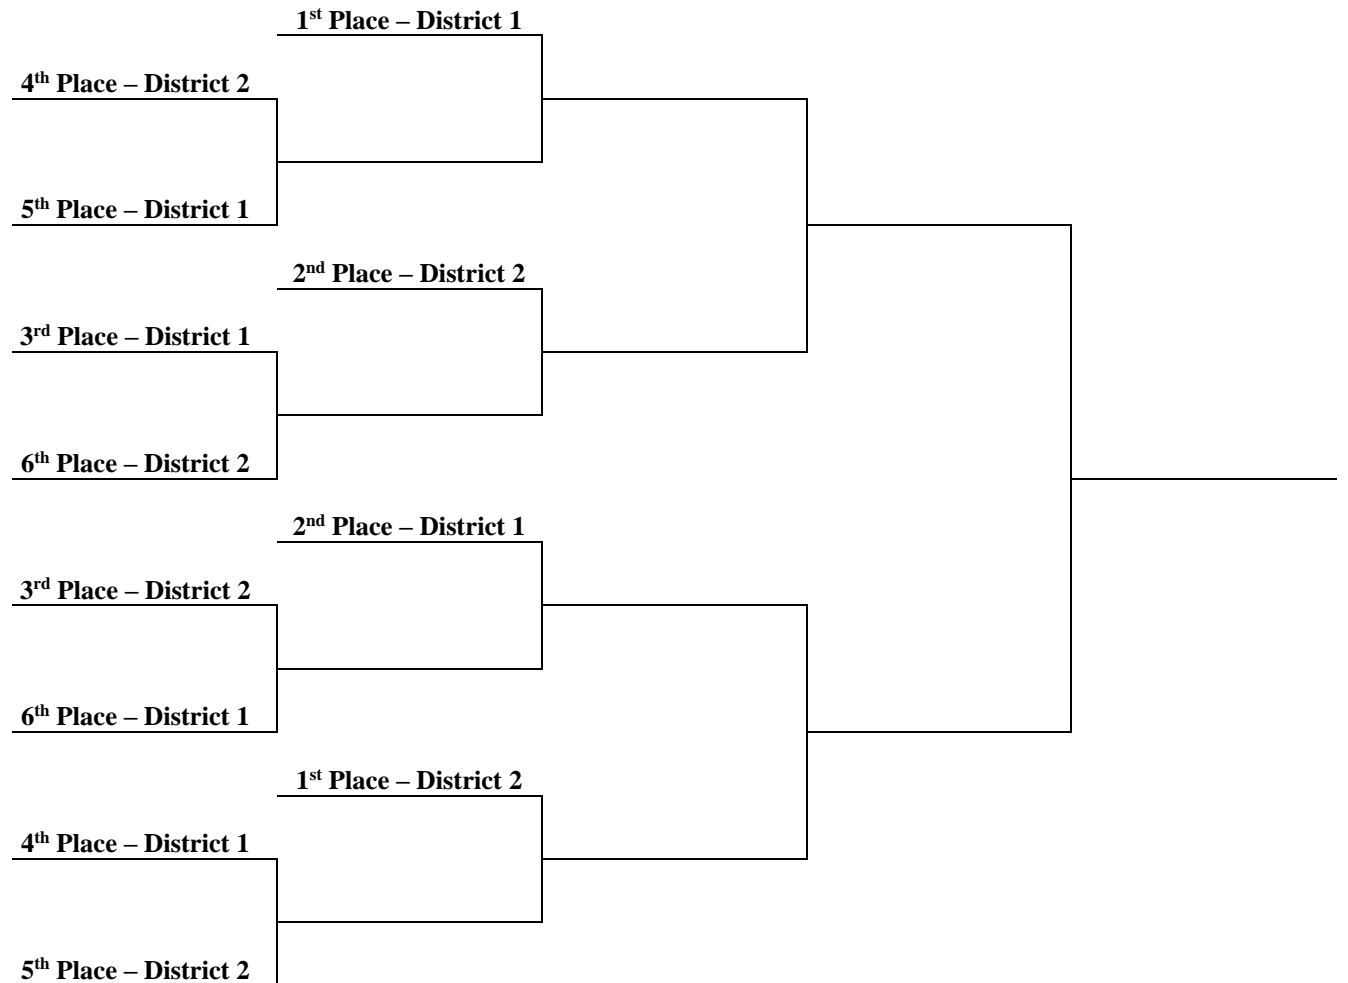 1st Place – District 1
4th Place – District 2
5th Place – District 1
2nd Place – District 2
3rd Place – District 1
6th Place – District 2
2nd Place – District 1
3rd Place – District 2
6th Place – District 1
1st Place – District 2
4th Place – District 1
5th Place – District 2